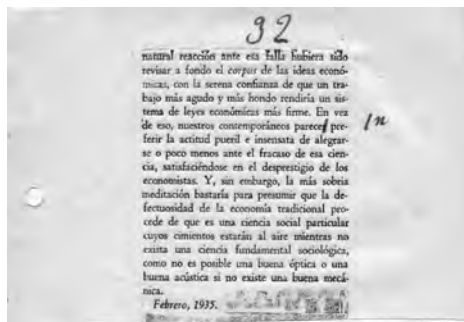 92
natural reacción ante esa falla hubiera sido
revisar a fondo el corpus de las ideas econó-
micas, con la serena confianza de que un tra-
bajo más agudo y más hondo rendiría un sis-
tema de leyes económicas más firme. En vez
de eso, nuestros contemporáneos parece pre-
/n
ferir la actitud pueril e insensata de alegrar-
se o poco menos ante el fracaso de esa cien-
cia, satisfaciéndose en el desprestigio de los
economistas. Y, sin embargo, la más sobria
meditación bastaría para presumir que la de-
fectuosidad de la economía tradicional pro-
cede de que es una ciencia social particular
cuyos cimientos estarán al aire mientras no
exista una ciencia fundamental sociológica,
como no es posible una buena óptica o una
buena acústica si no existe una buena mecá-
nica.
Febrero, 1935.